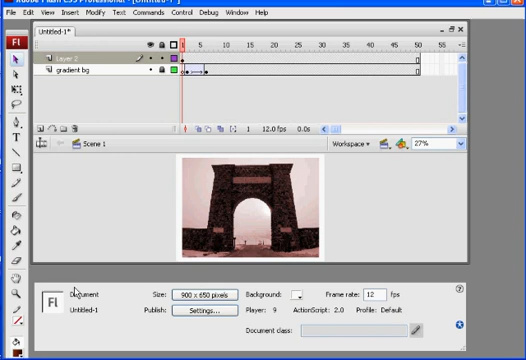 Adobe Flash CS3 Professional - [Untitled-1*]
File Edit View Insert Modify Text Commands Control Debug Window Help
Untitled-1*
Fl
1 5 10 15 20 25 30 35 40 45 50 55
Layer 2
gradient bg
1 12.0 fps 0.0s
Scene 1 Workspace 27%
Fl
Document Size: 900 x 650 pixels Background: Frame rate: 12 fps
Untitled-1 Publish: Settings... Player: 9 ActionScript: 2.0 Profile: Default
Document class: